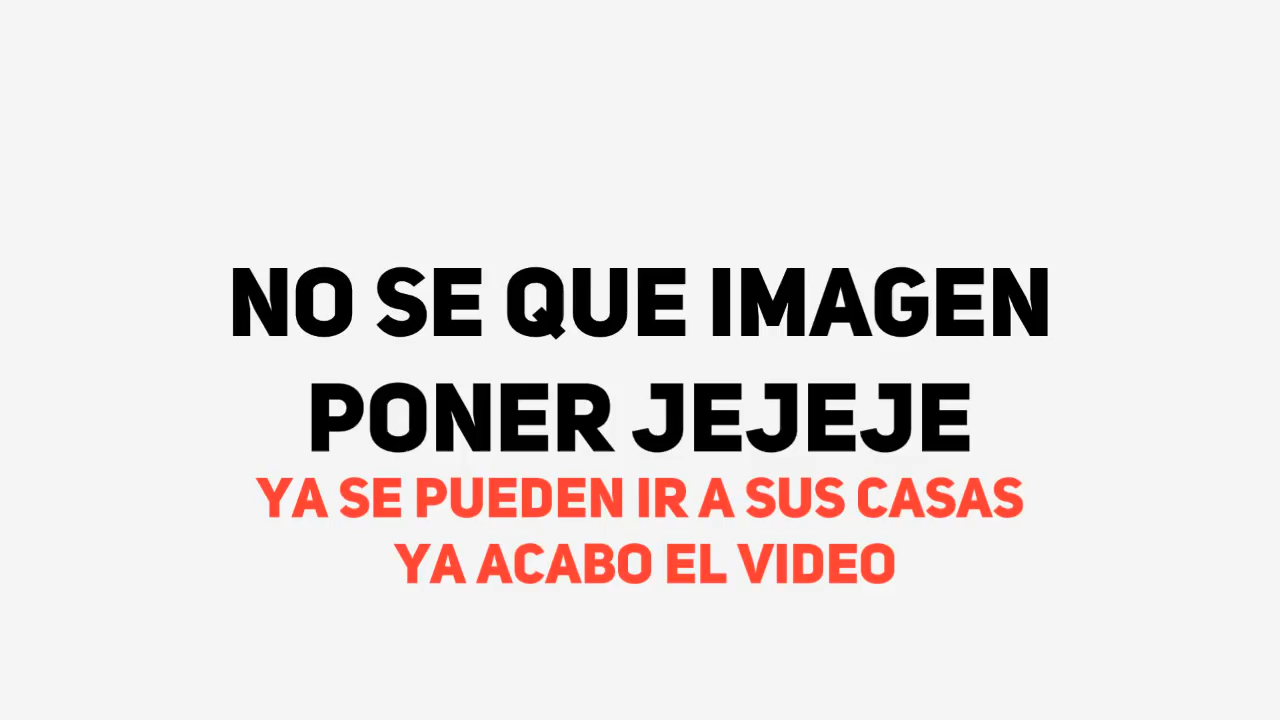 NO SE QUE IMAGEN
PONER JEJEJE
YA SE PUEDEN IR A SUS CASAS
YA ACABO EL VIDEO